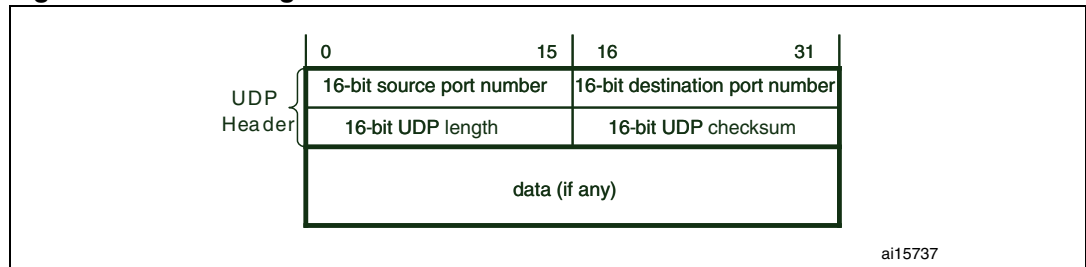 0 15 16 31
UDP
Header
16-bit source port number 16-bit destination port number
16-bit UDP length 16-bit UDP checksum
data (if any)
ai15737